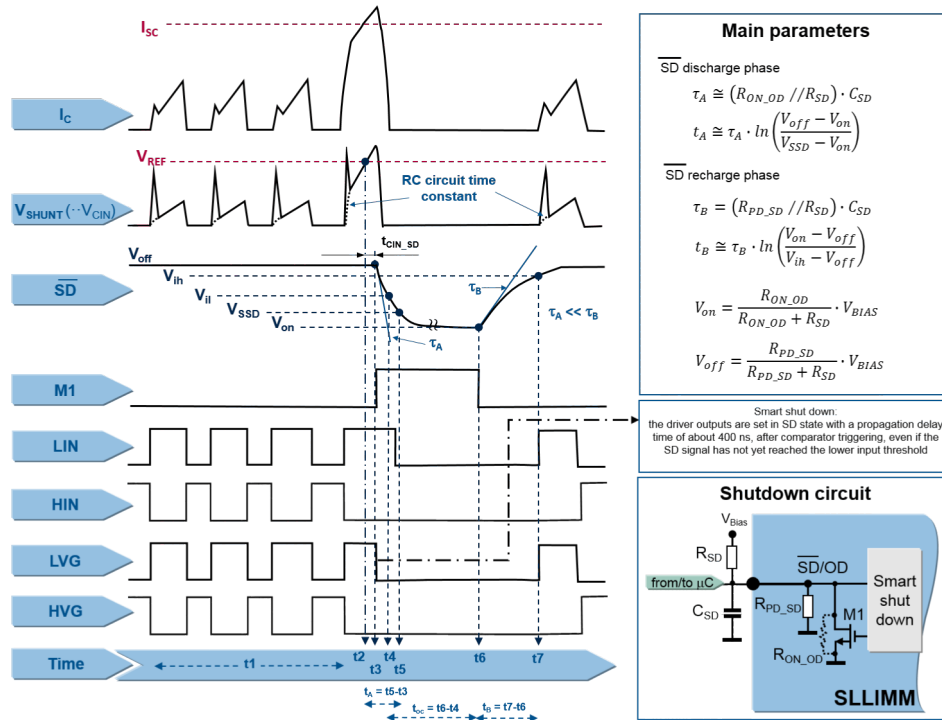 I_SC
I_C
V_REF
RC circuit time
constant
V_SHUNT (··V_CIN)
t_CIN_SD
V_off
V_ih
SD
V_il
V_SSD
V_on
τ_B
τ_A << τ_B
τ_A
M1
LIN
HIN
LVG
HVG
Time
t1
t2
t3
t4
t5
t6
t7
t_A = t5-t3
t_oc = t6-t4
t_B = t7-t6
Main parameters
SD discharge phase
τ_A ≅ (R_ON_OD // R_SD) · C_SD
t_A ≅ τ_A · ln((V_off − V_on)/(V_SSD − V_on))
SD recharge phase
τ_B = (R_PD_SD // R_SD) · C_SD
t_B ≅ τ_B · ln((V_on − V_off)/(V_ih − V_off))
V_on = R_ON_OD/(R_ON_OD + R_SD) · V_BIAS
V_off = R_PD_SD/(R_PD_SD + R_SD) · V_BIAS
Smart shut down:
the driver outputs are set in SD state with a propagation delay
time of about 400 ns, after comparator triggering, even if the
SD signal has not yet reached the lower input threshold
Shutdown circuit
V_Bias
R_SD
SD/OD
from/to μC
Smart
shut
down
C_SD
R_PD_SD
M1
R_ON_OD
SLLIMM